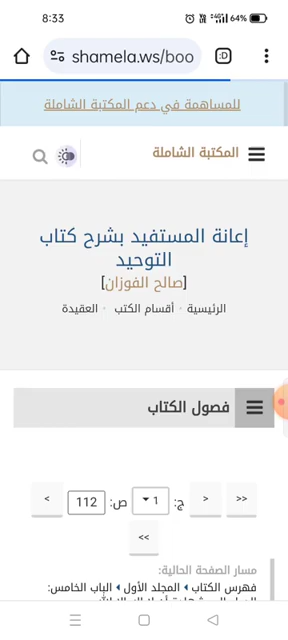 8:33
64%
shamela.ws/boo
:D
للمساهمة في دعم المكتبة الشاملة
المكتبة الشاملة
إعانة المستفيد بشرح كتاب
التوحيد
[صالح الفوزان]
الرئيسية أقسام الكتب العقيدة
فصول الكتاب
<< < ج: 1 ص: 112 >
>>
مسار الصفحة الحالية:
فهرس الكتاب المجلد الأول الباب الخامس: